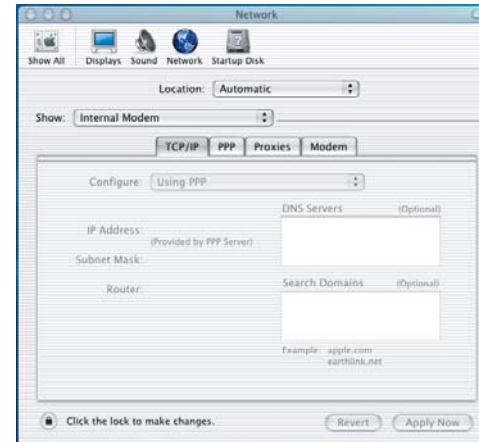 Network
Show All Displays Sound Network Startup Disk
Location: Automatic
Show: Internal Modem
TCP/IP PPP Proxies Modem
Configure: Using PPP
DNS Servers (Optional)
IP Address:
(Provided by PPP Server)
Subnet Mask:
Router:
Search Domains (Optional)
Example: apple.com
earthlink.net
Click the lock to make changes.
Revert Apply Now